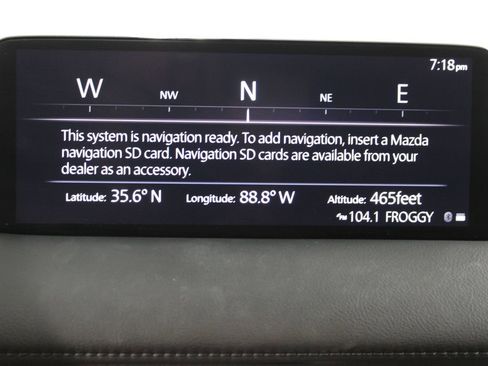 7:18pm
W NW N NE E
This system is navigation ready. To add navigation, insert a Mazda
navigation SD card. Navigation SD cards are available from your
dealer as an accessory.
Latitude: 35.6° N Longitude: 88.8° W Altitude: 465feet
104.1 FROGGY